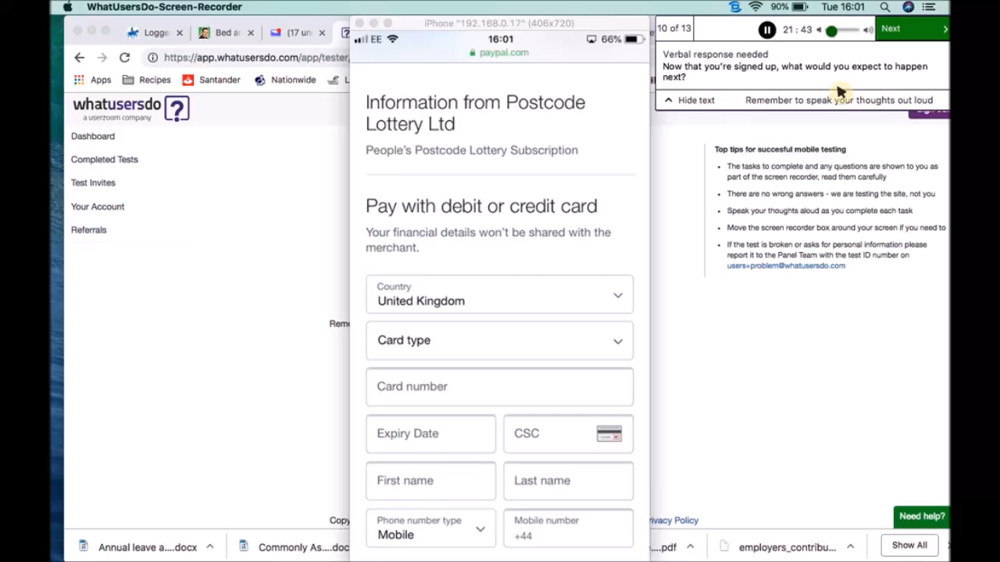 WhatUsersDo-Screen-Recorder
90%
Tue 16:01
Logge
Bed a
(17 un
https://app.whatusersdo.com/app/tester,
Apps
Recipes
Santander
Nationwide
whatusersdo ?
a userzoom company
Dashboard
Completed Tests
Test Invites
Your Account
Referrals
iPhone "192.168.0.17" (406x720)
EE
16:01
66%
paypal.com
Information from Postcode
Lottery Ltd
People's Postcode Lottery Subscription
Pay with debit or credit card
Your financial details won't be shared with the
merchant.
Country
United Kingdom
Card type
Card number
Expiry Date
CSC
First name
Last name
Phone number type
Mobile
Mobile number
+44
10 of 13
21 : 43
Next
Verbal response needed
Now that you're signed up, what would you expect to happen
next?
Hide text
Remember to speak your thoughts out loud
Top tips for succesful mobile testing
The tasks to complete and any questions are shown to you as
part of the screen recorder, read them carefully
There are no wrong answers - we are testing the site, not you
Speak your thoughts aloud as you complete each task
Move the screen recorder box around your screen if you need to
If the test is broken or asks for personal information please
report it to the Panel Team with the test ID number on
users+problem@whatusersdo.com
Reme
Copy
rivacy Policy
Need help?
Annual leave a....docx
Commonly As....doc
....pdf
employers_contribu...
Show All